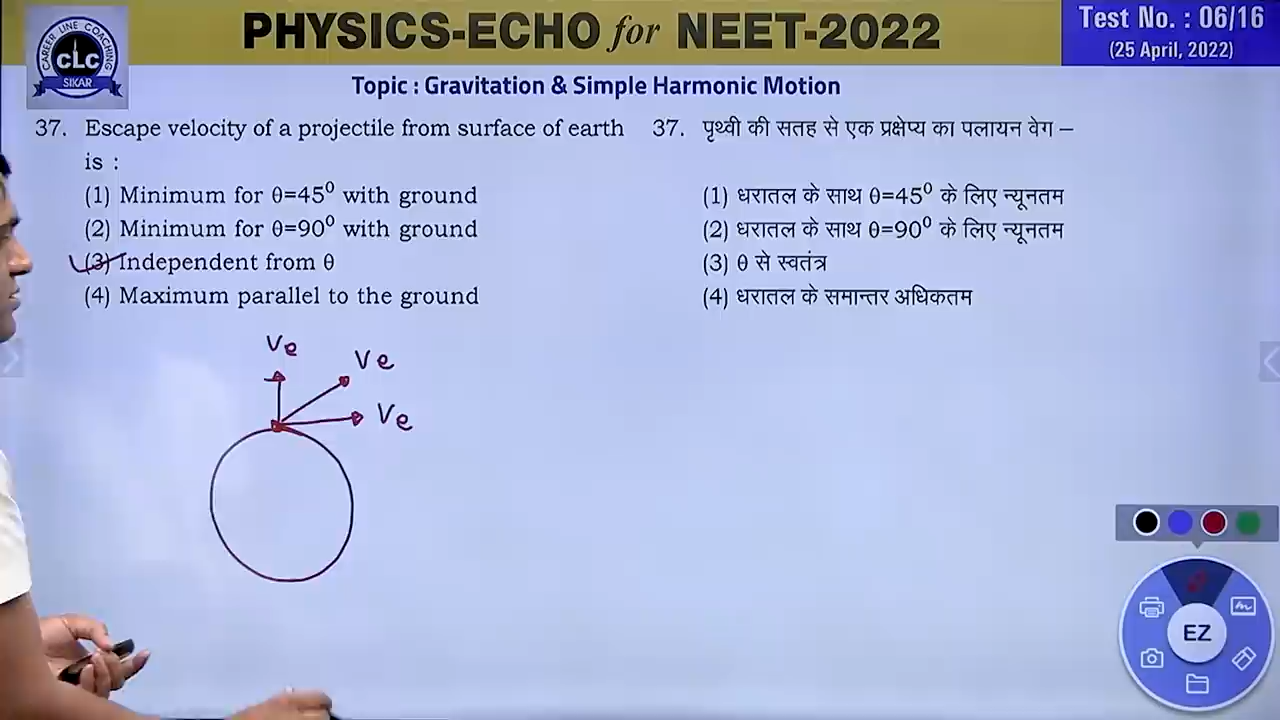 PHYSICS-ECHO for NEET-2022
Test No. : 06/16
(25 April, 2022)
CAREER LINE COACHING
CLC
SIKAR
Topic : Gravitation & Simple Harmonic Motion
37. Escape velocity of a projectile from surface of earth
is :
(1) Minimum for θ=45⁰ with ground
(2) Minimum for θ=90⁰ with ground
(3) Independent from θ
(4) Maximum parallel to the ground
37. पृथ्वी की सतह से एक प्रक्षेप्य का पलायन वेग –
(1) धरातल के साथ θ=45⁰ के लिए न्यूनतम
(2) धरातल के साथ θ=90⁰ के लिए न्यूनतम
(3) θ से स्वतंत्र
(4) धरातल के समान्तर अधिकतम
Ve
Ve
Ve
EZ